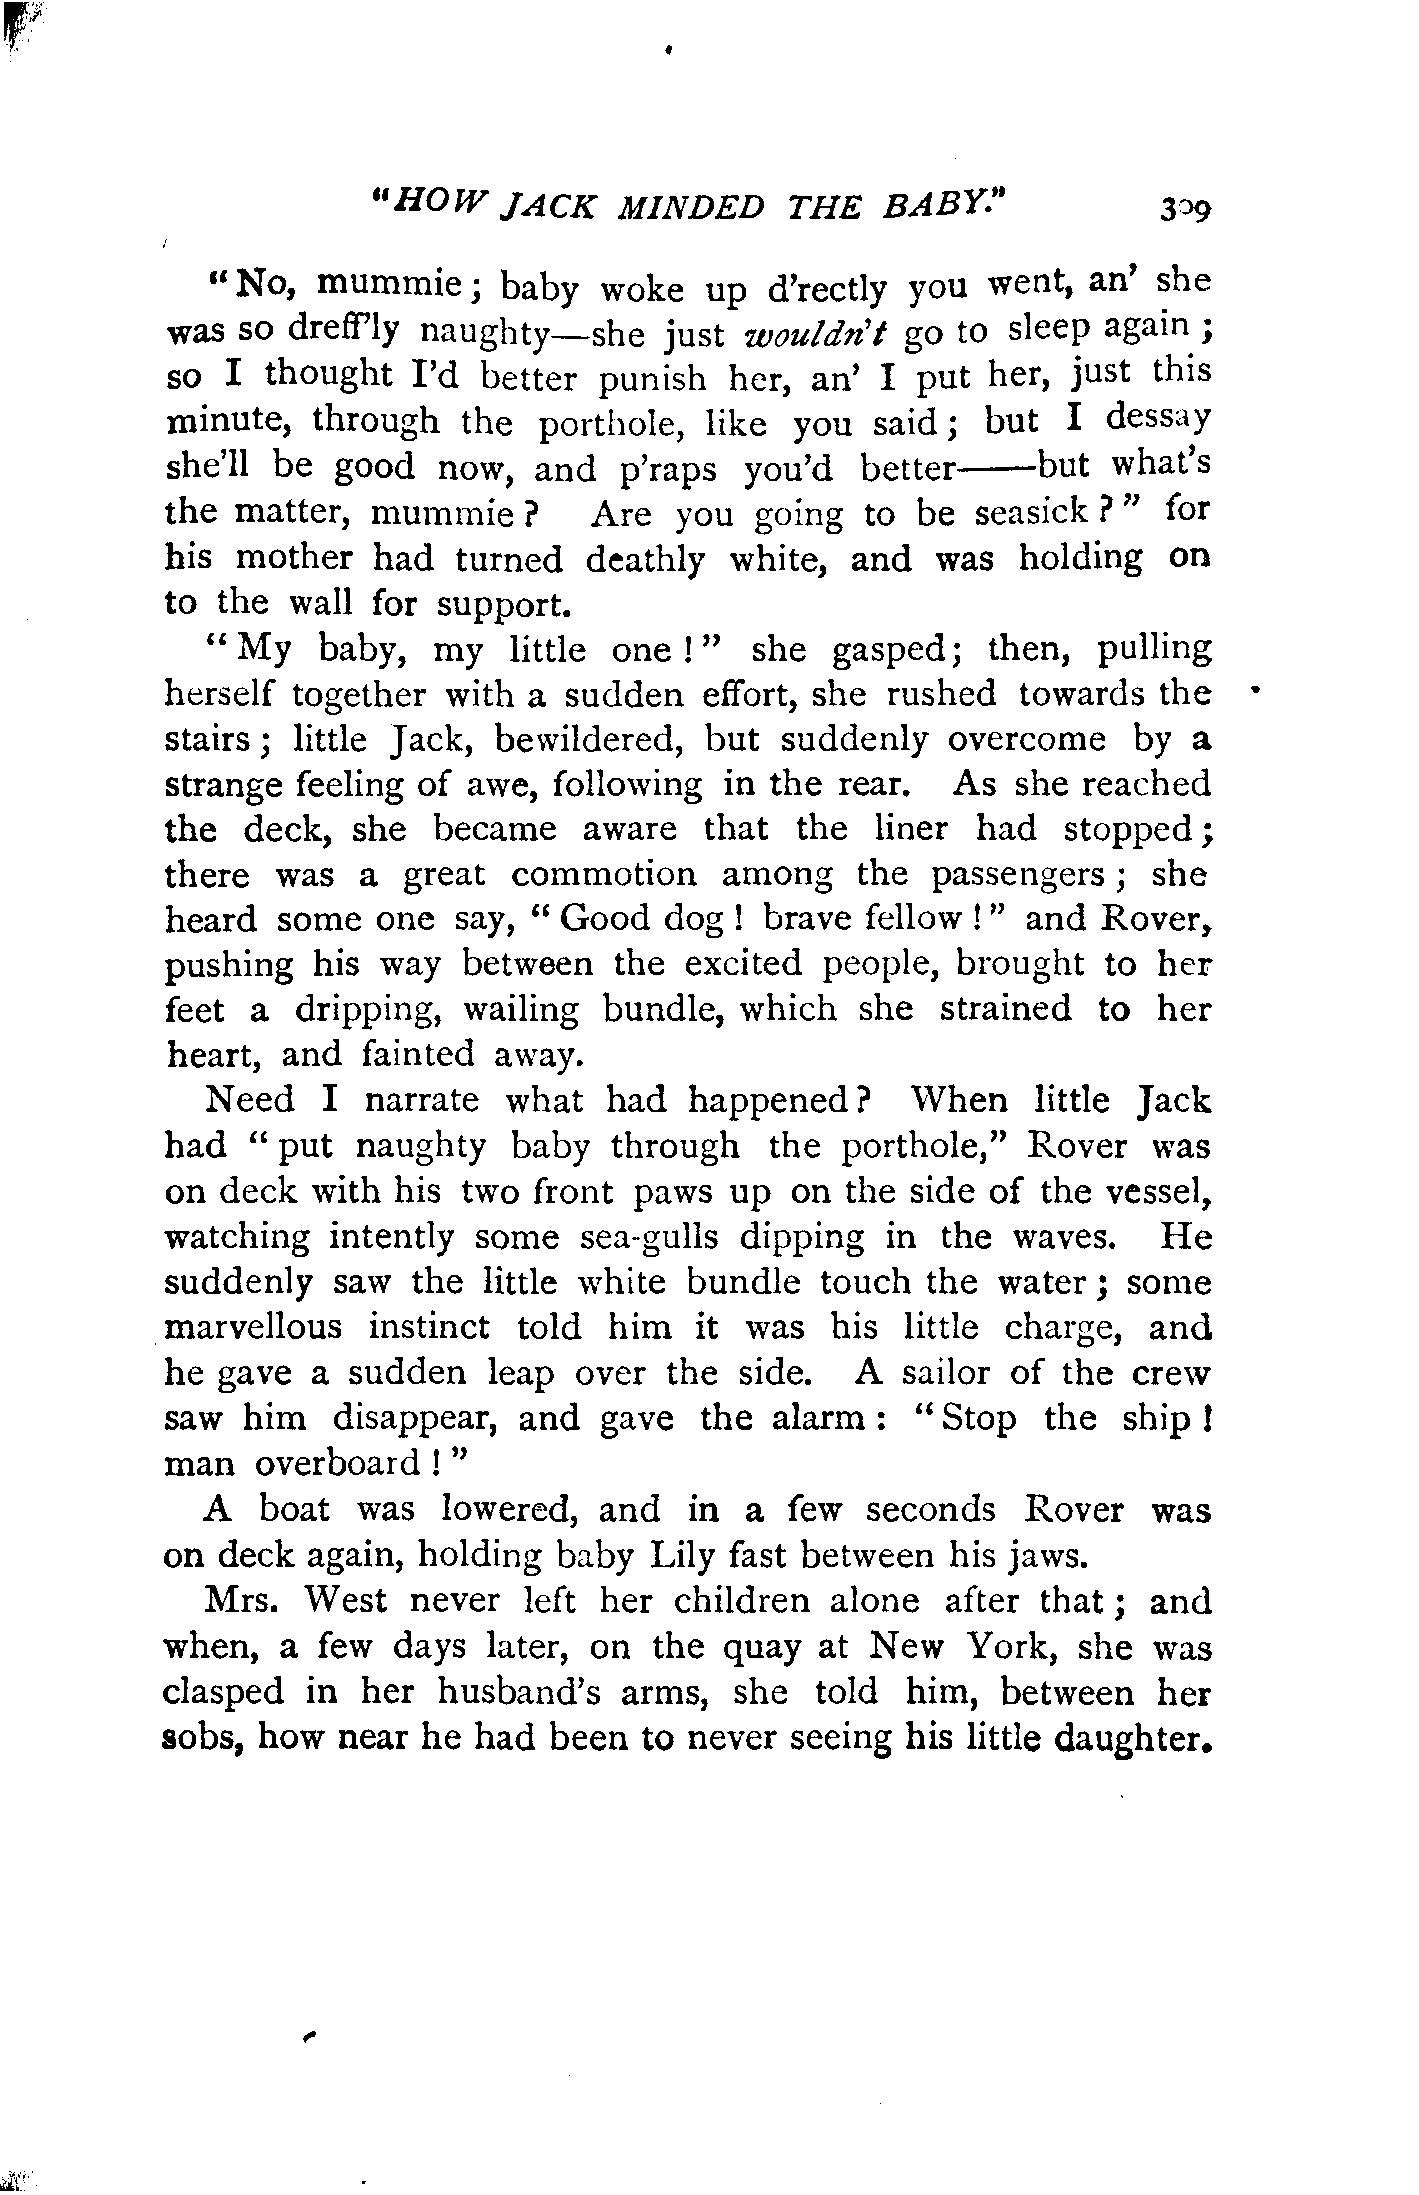 "HOW JACK MINDED THE BABY." 309
"No, mummie; baby woke up d'rectly you went, an' she
was so dreff'ly naughty—she just wouldn't go to sleep again;
so I thought I'd better punish her, an' I put her, just this
minute, through the porthole, like you said; but I dessay
she'll be good now, and p'raps you'd better——but what's
the matter, mummie? Are you going to be seasick?" for
his mother had turned deathly white, and was holding on
to the wall for support.
"My baby, my little one!" she gasped; then, pulling
herself together with a sudden effort, she rushed towards the
stairs; little Jack, bewildered, but suddenly overcome by a
strange feeling of awe, following in the rear. As she reached
the deck, she became aware that the liner had stopped;
there was a great commotion among the passengers; she
heard some one say, "Good dog! brave fellow!" and Rover,
pushing his way between the excited people, brought to her
feet a dripping, wailing bundle, which she strained to her
heart, and fainted away.
Need I narrate what had happened? When little Jack
had "put naughty baby through the porthole," Rover was
on deck with his two front paws up on the side of the vessel,
watching intently some sea-gulls dipping in the waves. He
suddenly saw the little white bundle touch the water; some
marvellous instinct told him it was his little charge, and
he gave a sudden leap over the side. A sailor of the crew
saw him disappear, and gave the alarm: "Stop the ship!
man overboard!"
A boat was lowered, and in a few seconds Rover was
on deck again, holding baby Lily fast between his jaws.
Mrs. West never left her children alone after that; and
when, a few days later, on the quay at New York, she was
clasped in her husband's arms, she told him, between her
sobs, how near he had been to never seeing his little daughter.